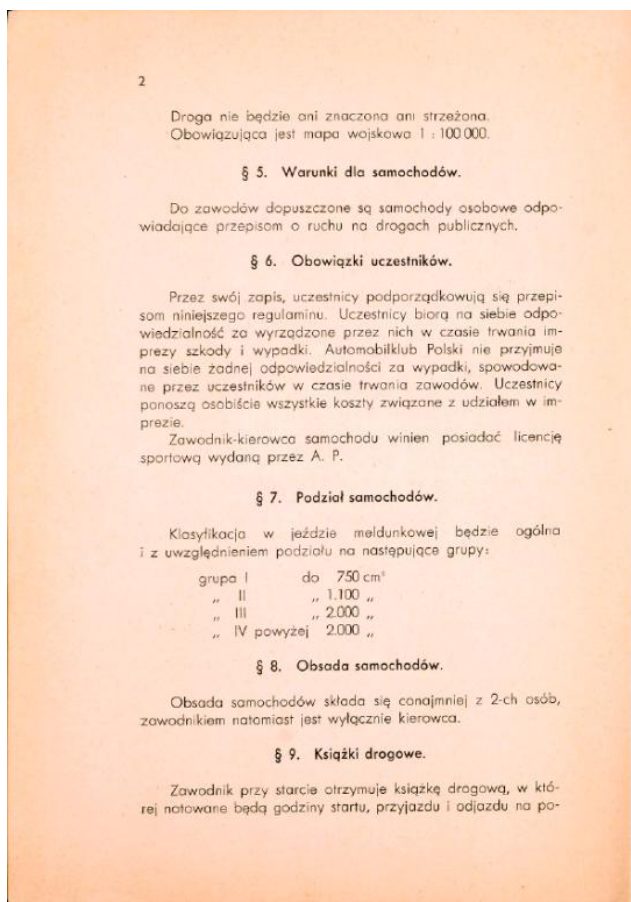 2
Droga nie będzie ani znaczona ani strzeżona.
Obowiązująca jest mapa wojskowa 1 : 100 000.
§ 5. Warunki dla samochodów.
Do zawodów dopuszczone są samochody osobowe odpo-
wiadające przepisom o ruchu na drogach publicznych.
§ 6. Obowiązki uczestników.
Przez swój zapis, uczestnicy podporządkowują się przepi-
som niniejszego regulaminu. Uczestnicy biorą na siebie odpo-
wiedzialność za wyrządzone przez nich w czasie trwania im-
prezy szkody i wypadki. Automobilklub Polski nie przyjmuje
na siebie żadnej odpowiedzialności za wypadki, spowodowa-
ne przez uczestników w czasie trwania zawodów. Uczestnicy
ponoszą osobiście wszystkie koszty związane z udziałem w im-
prezie.
Zawodnik-kierowca samochodu winien posiadać licencję
sportową wydaną przez A. P.
§ 7. Podział samochodów.
Klasyfikacja w jeździe meldunkowej będzie ogólna
i z uwzględnieniem podziału na następujące grupy:
grupa I do 750 cm³
„ II „ 1.100 „
„ III „ 2.000 „
„ IV powyżej 2.000 „
§ 8. Obsada samochodów.
Obsada samochodów składa się conajmniej z 2-ch osób,
zawodnikiem natomiast jest wyłącznie kierowca.
§ 9. Książki drogowe.
Zawodnik przy starcie otrzymuje książkę drogową, w któ-
rej notowane będą godziny startu, przyjazdu i odjazdu na po-